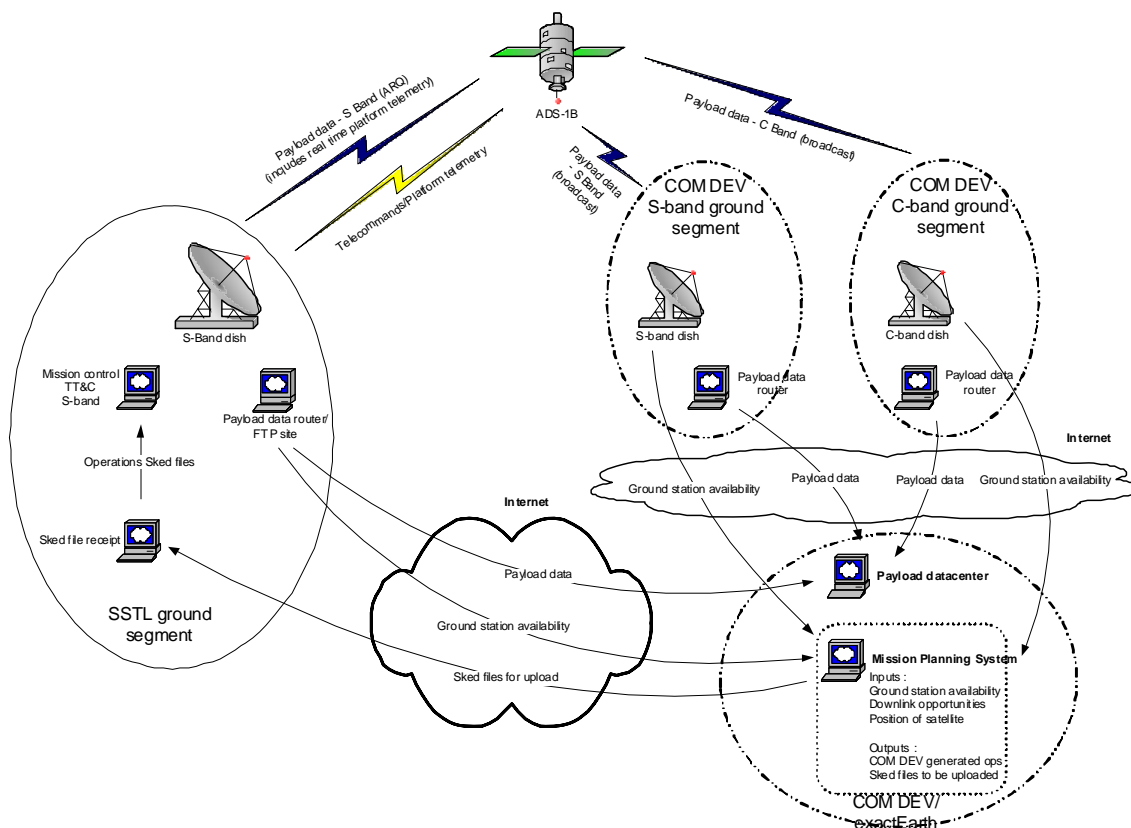 ADS-1B
Payload data - S Band (ARQ)
(incudes real time platform telemetry)
Telecommands/Platform telemetry
Payload data
- S Band
(broadcast)
Payload data - C Band (broadcast)
COM DEV
S-band ground
segment
COM DEV
C-band ground
segment
S-Band dish
S-band dish
C-band dish
Mission control
TT&C
S-band
Payload data router/
FTP site
Payload data
router
Payload data
router
Operations Sked files
Internet
Internet
Ground station availability
Payload data
Payload data
Ground station availability
Sked file receipt
SSTL ground
segment
Payload data
Ground station availability
Sked files for upload
Payload datacenter
Mission Planning System
Inputs :
Ground station availability
Downlink opportunities
Position of satellite
Outputs :
COM DEV generated ops
Sked files to be uploaded
COM DEV/
exactEarth